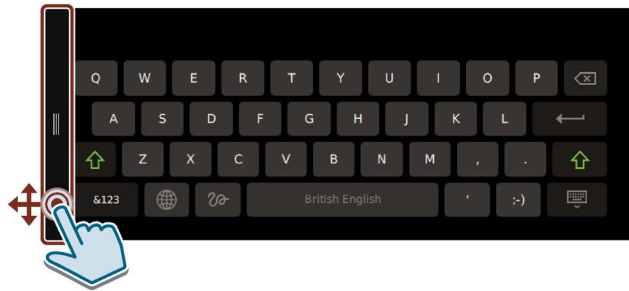 Q W E R T Y U I O P
A S D F G H J K L
Z X C V B N M , .
&123 British English ' :-)